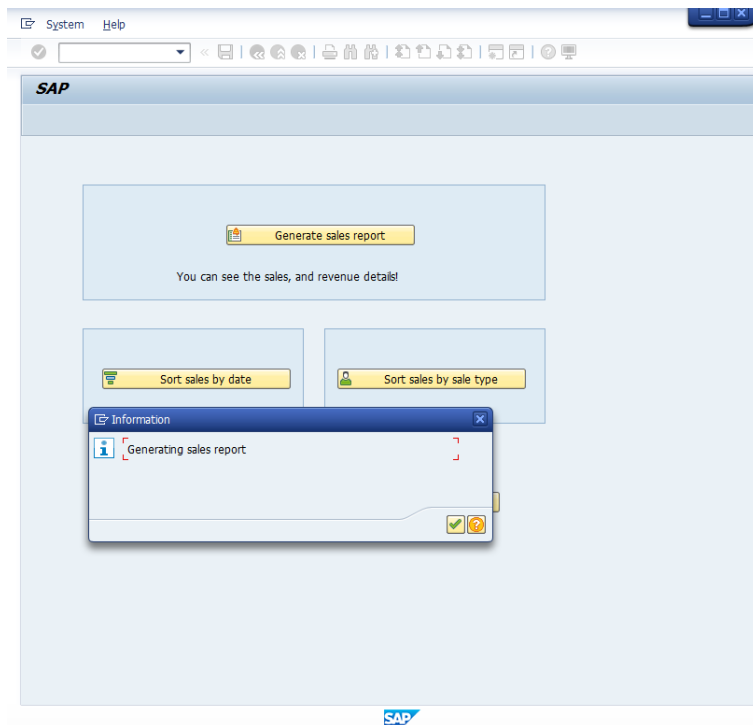 System Help
SAP
Generate sales report
You can see the sales, and revenue details!
Sort sales by date
Sort sales by sale type
Information
Generating sales report
SAP